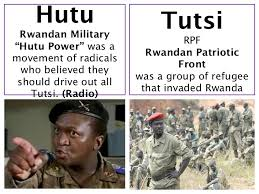 Hutu
Rwandan Military
“Hutu Power” was a
movement of radicals
who believed they
should drive out all
Tutsi. (Radio)
Tutsi
RPF
Rwandan Patriotic
Front
was a group of refugee
that invaded Rwanda